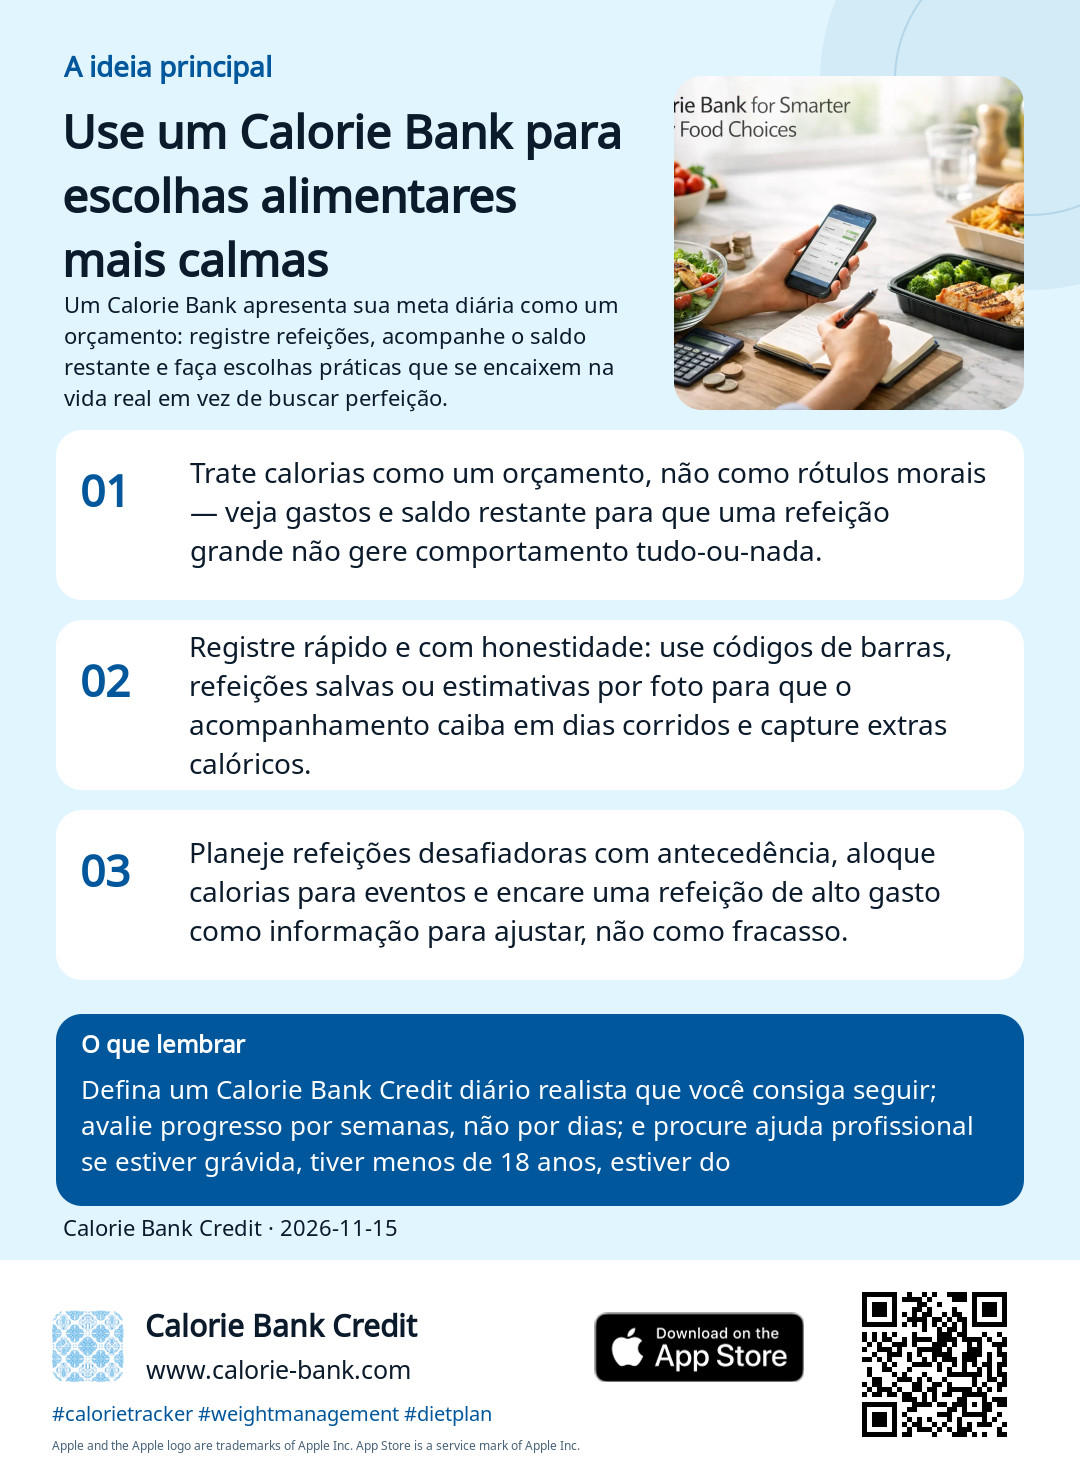 A ideia principal
Use um Calorie Bank para
escolhas alimentares
mais calmas
Um Calorie Bank apresenta sua meta diária como um
orçamento: registre refeições, acompanhe o saldo
restante e faça escolhas práticas que se encaixem na
vida real em vez de buscar perfeição.
rie Bank for Smarter
Food Choices
01
Trate calorias como um orçamento, não como rótulos morais
— veja gastos e saldo restante para que uma refeição
grande não gere comportamento tudo-ou-nada.
02
Registre rápido e com honestidade: use códigos de barras,
refeições salvas ou estimativas por foto para que o
acompanhamento caiba em dias corridos e capture extras
calóricos.
03
Planeje refeições desafiadoras com antecedência, aloque
calorias para eventos e encare uma refeição de alto gasto
como informação para ajustar, não como fracasso.
O que lembrar
Defina um Calorie Bank Credit diário realista que você consiga seguir;
avalie progresso por semanas, não por dias; e procure ajuda profissional
se estiver grávida, tiver menos de 18 anos, estiver do
Calorie Bank Credit · 2026-11-15
Calorie Bank Credit
www.calorie-bank.com
Download on the
App Store
#calorietracker #weightmanagement #dietplan
Apple and the Apple logo are trademarks of Apple Inc. App Store is a service mark of Apple Inc.